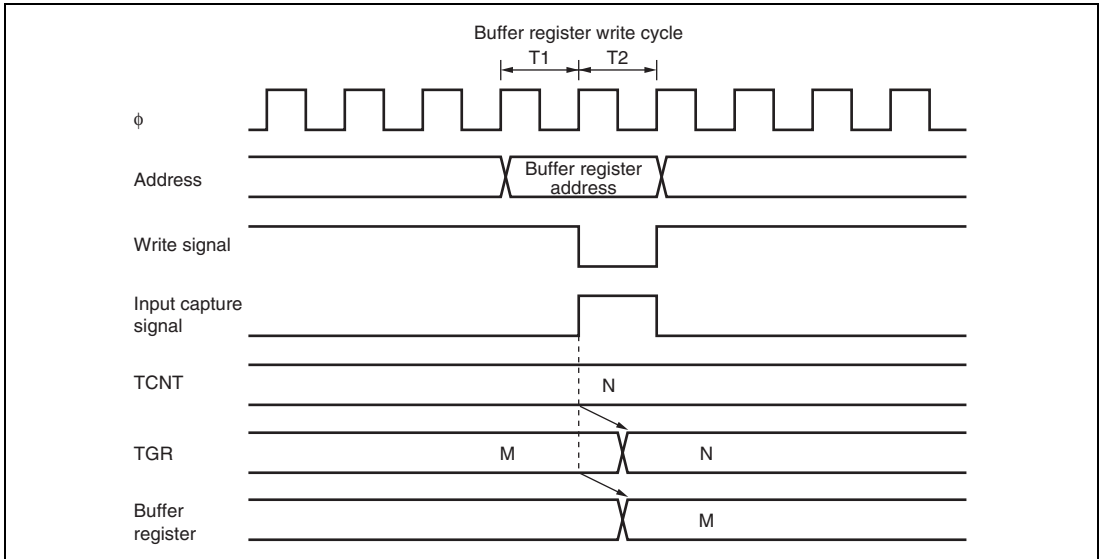 Buffer register write cycle
T1 T2
ϕ
Address
Buffer register
address
Write signal
Input capture
signal
TCNT
N
TGR
M N
Buffer
register
M